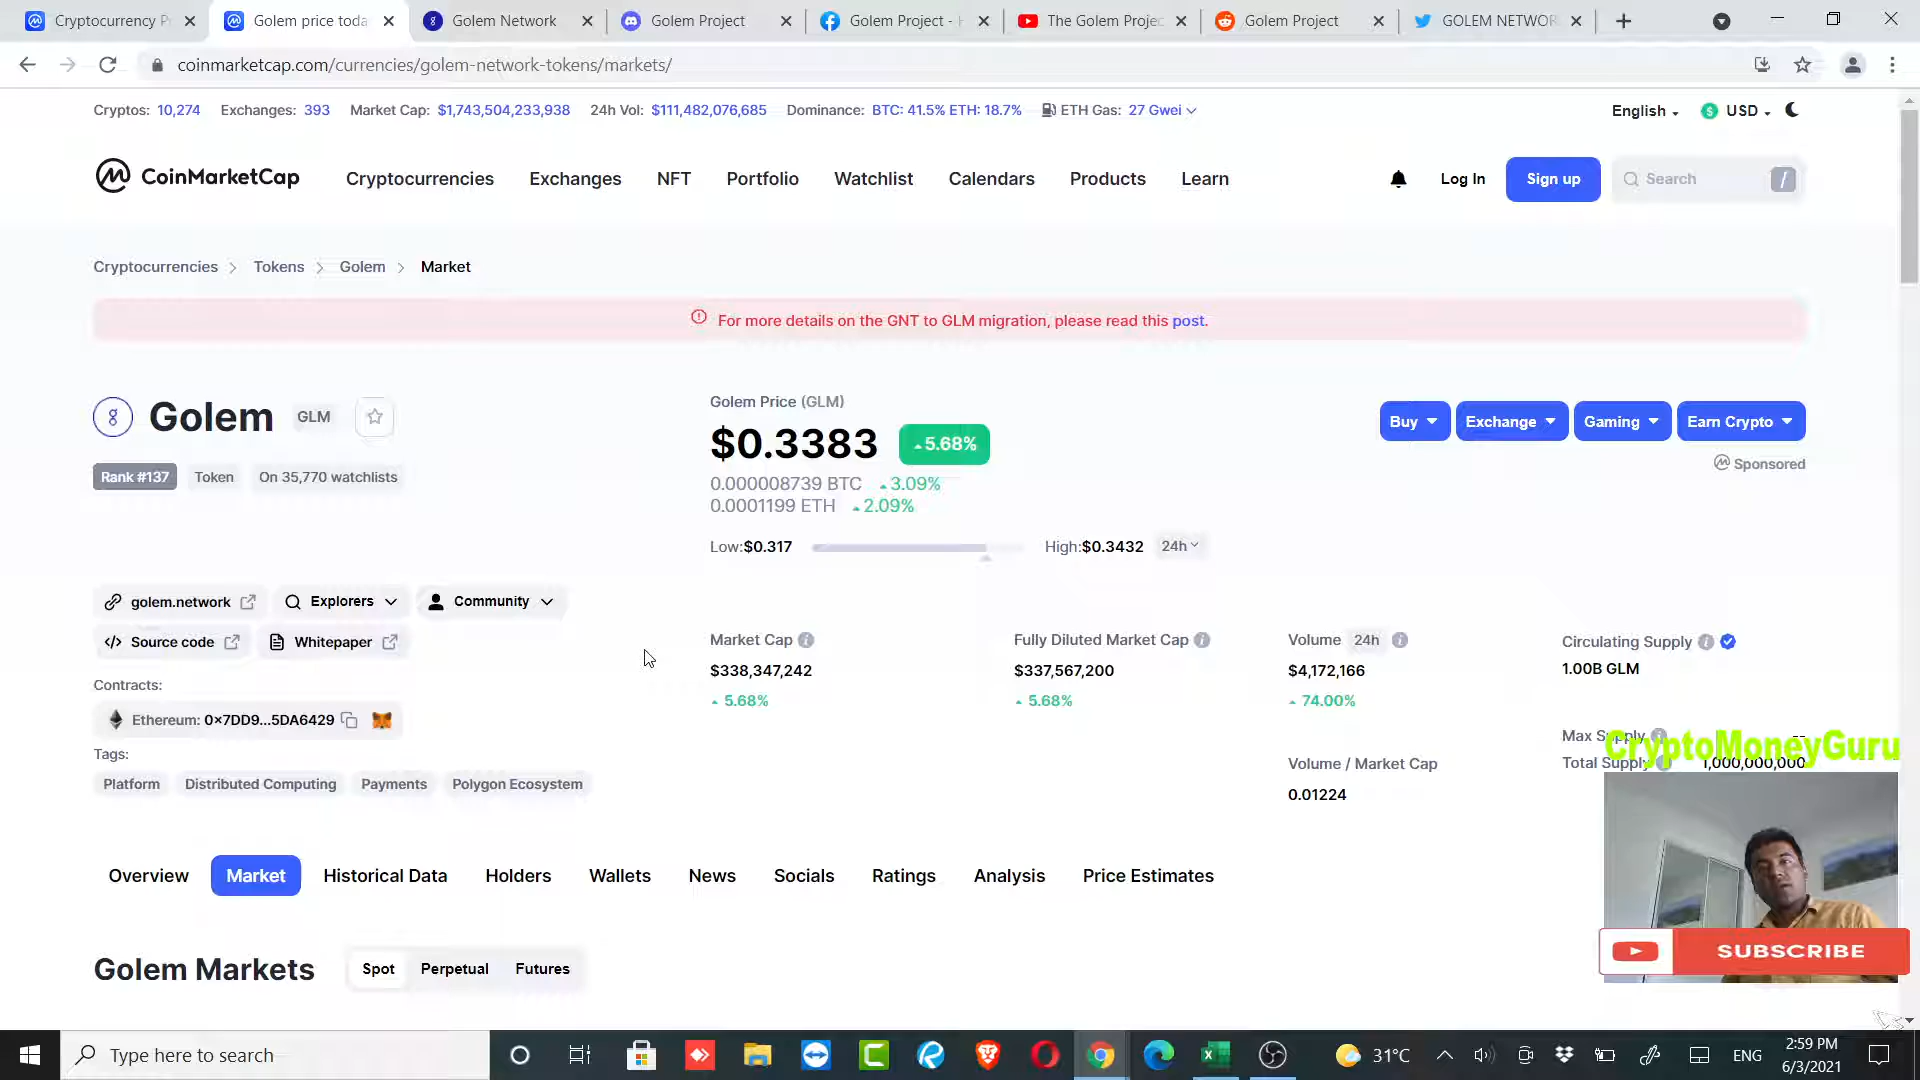 Cryptocurrency P
Golem price toda
Golem Network
Golem Project
Golem Project -
The Golem Projec
Golem Project
GOLEM NETWOR
coinmarketcap.com/currencies/golem-network-tokens/markets/
Cryptos: 10,274 Exchanges: 393 Market Cap: $1,743,504,233,938 24h Vol: $111,482,076,685 Dominance: BTC: 41.5% ETH: 18.7% ETH Gas: 27 Gwei
English USD
CoinMarketCap
Cryptocurrencies Exchanges NFT Portfolio Watchlist Calendars Products Learn
Log In Sign up Search /
Cryptocurrencies > Tokens > Golem > Market
For more details on the GNT to GLM migration, please read this post.
Golem GLM
Rank #137 Token On 35,770 watchlists
Golem Price (GLM)
$0.3383 5.68%
0.000008739 BTC 3.09%
0.0001199 ETH 2.09%
Low:$0.317 High:$0.3432 24h
Buy Exchange Gaming Earn Crypto
Sponsored
golem.network Explorers Community
Source code Whitepaper
Contracts:
Ethereum: 0x7DD9...5DA6429
Tags:
Platform Distributed Computing Payments Polygon Ecosystem
Market Cap
$338,347,242
5.68%
Fully Diluted Market Cap
$337,567,200
5.68%
Volume 24h
$4,172,166
74.00%
Volume / Market Cap
0.01224
Circulating Supply
1.00B GLM
Max Supply --
Total Supply 1,000,000,000
CryptoMoneyGuru
Overview Market Historical Data Holders Wallets News Socials Ratings Analysis Price Estimates
Golem Markets Spot Perpetual Futures
SUBSCRIBE
Type here to search
31°C
ENG
2:59 PM
6/3/2021